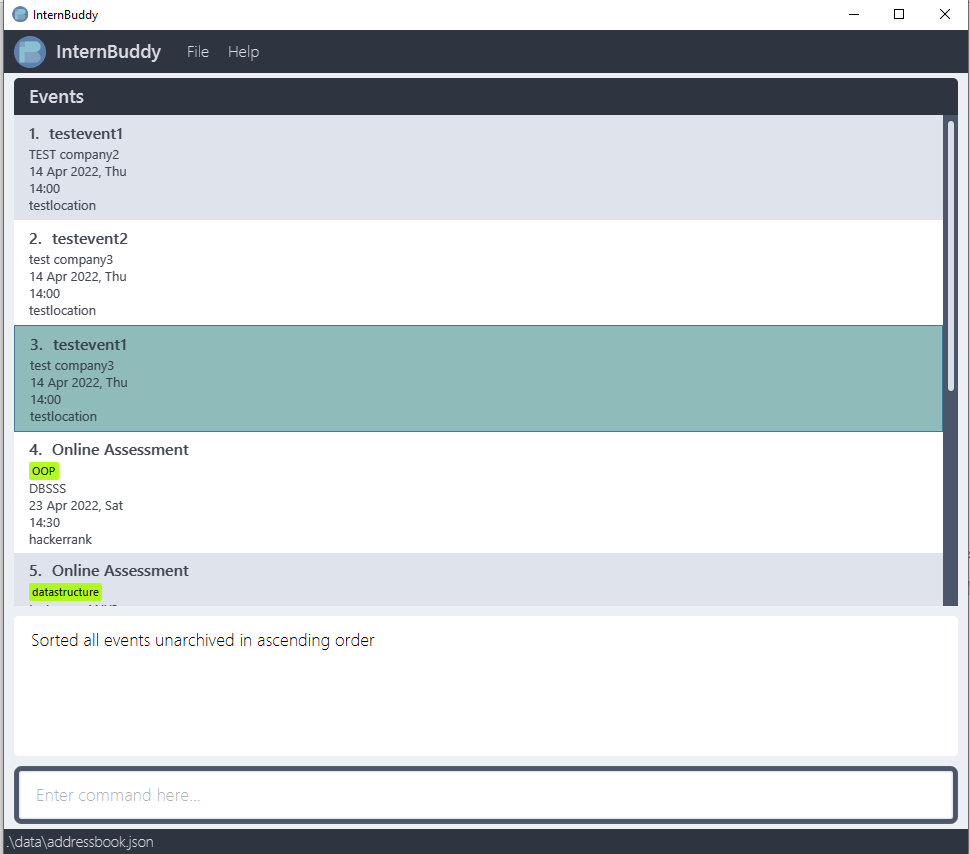 InternBuddy
InternBuddy File Help
Events
1. testevent1
TEST company2
14 Apr 2022, Thu
14:00
testlocation
2. testevent2
test company3
14 Apr 2022, Thu
14:00
testlocation
3. testevent1
test company3
14 Apr 2022, Thu
14:00
testlocation
4. Online Assessment
OOP
DBSSS
23 Apr 2022, Sat
14:30
hackerrank
5. Online Assessment
datastructure
Sorted all events unarchived in ascending order
Enter command here...
.\data\addressbook.json